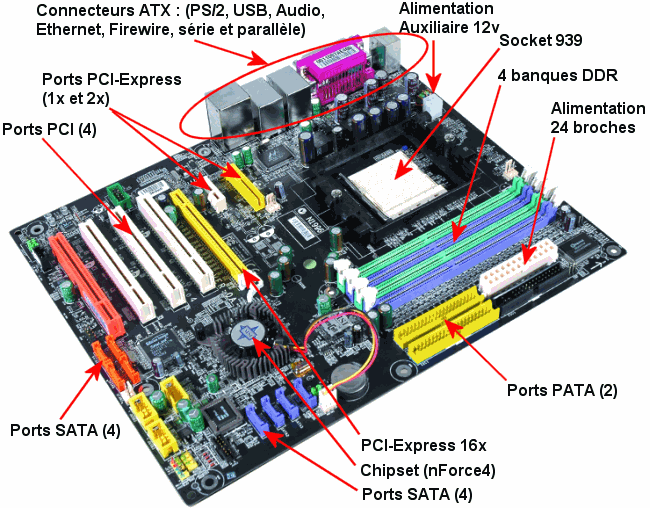 Connecteurs ATX : (PS/2, USB, Audio,
Ethernet, Firewire, série et parallèle)
Alimentation
Auxiliaire 12v
Socket 939
4 banques DDR
Alimentation
24 broches
Ports PCI-Express
(1x et 2x)
Ports PCI (4)
Ports PATA (2)
Ports SATA (4)
PCI-Express 16x
Chipset (nForce4)
Ports SATA (4)